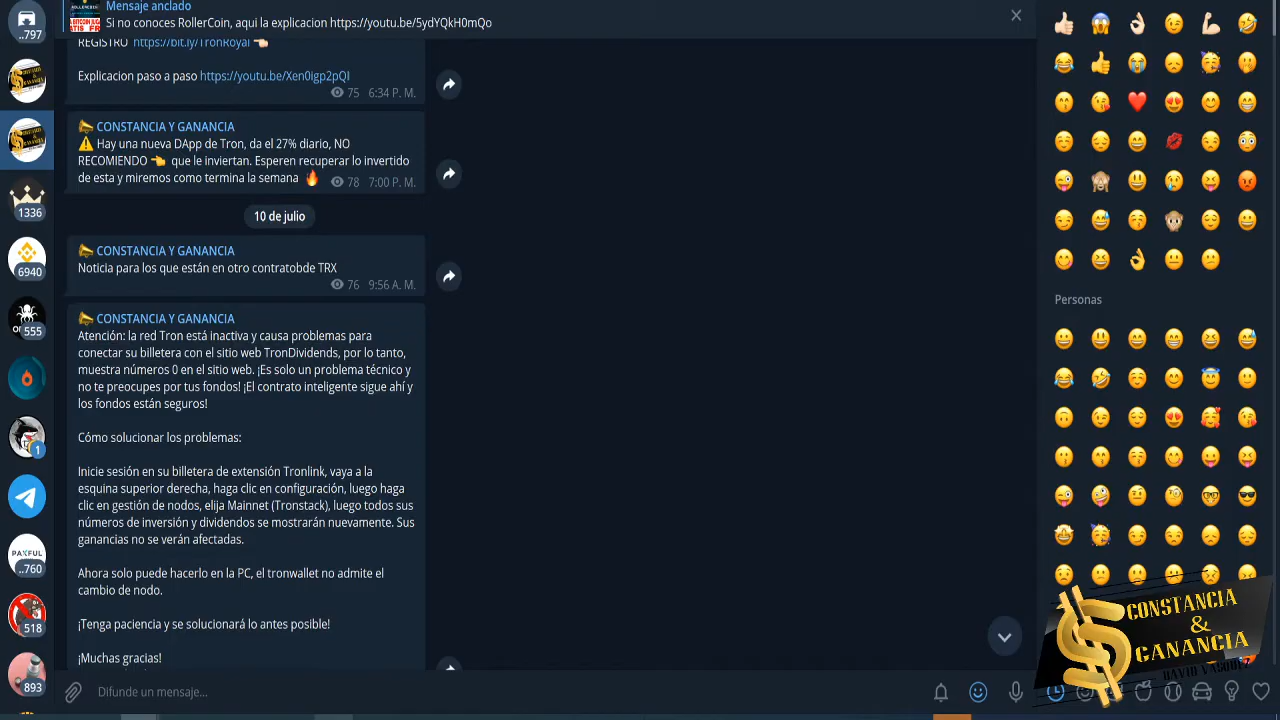 Mensaje anclado
Si no conoces RollerCoin, aqui la explicacion https://youtu.be/5ydYQkH0mQo
REGISTRO https://bit.ly/TronRoyal
Explicacion paso a paso https://youtu.be/Xen0igp2pQI
75 6:34 P. M.
CONSTANCIA Y GANANCIA
Hay una nueva DApp de Tron, da el 27% diario, NO
RECOMIENDO que le inviertan. Esperen recuperar lo invertido
de esta y miremos como termina la semana
78 7:00 P. M.
10 de julio
CONSTANCIA Y GANANCIA
Noticia para los que están en otro contratobde TRX
76 9:56 A. M.
CONSTANCIA Y GANANCIA
Atención: la red Tron está inactiva y causa problemas para
conectar su billetera con el sitio web TronDividends, por lo tanto,
muestra números 0 en el sitio web. ¡Es solo un problema técnico y
no te preocupes por tus fondos! ¡El contrato inteligente sigue ahí y
los fondos están seguros!
Cómo solucionar los problemas:
Inicie sesión en su billetera de extensión Tronlink, vaya a la
esquina superior derecha, haga clic en configuración, luego haga
clic en gestión de nodos, elija Mainnet (Tronstack), luego todos sus
números de inversión y dividendos se mostrarán nuevamente. Sus
ganancias no se verán afectadas.
Ahora solo puede hacerlo en la PC, el tronwallet no admite el
cambio de nodo.
¡Tenga paciencia y se solucionará lo antes posible!
¡Muchas gracias!
Difunde un mensaje...
..797
1336
6940
555
1
PAXFUL
..760
518
893
Personas
CONSTANCIA
&
GANANCIA
DAVID VASQUEZ